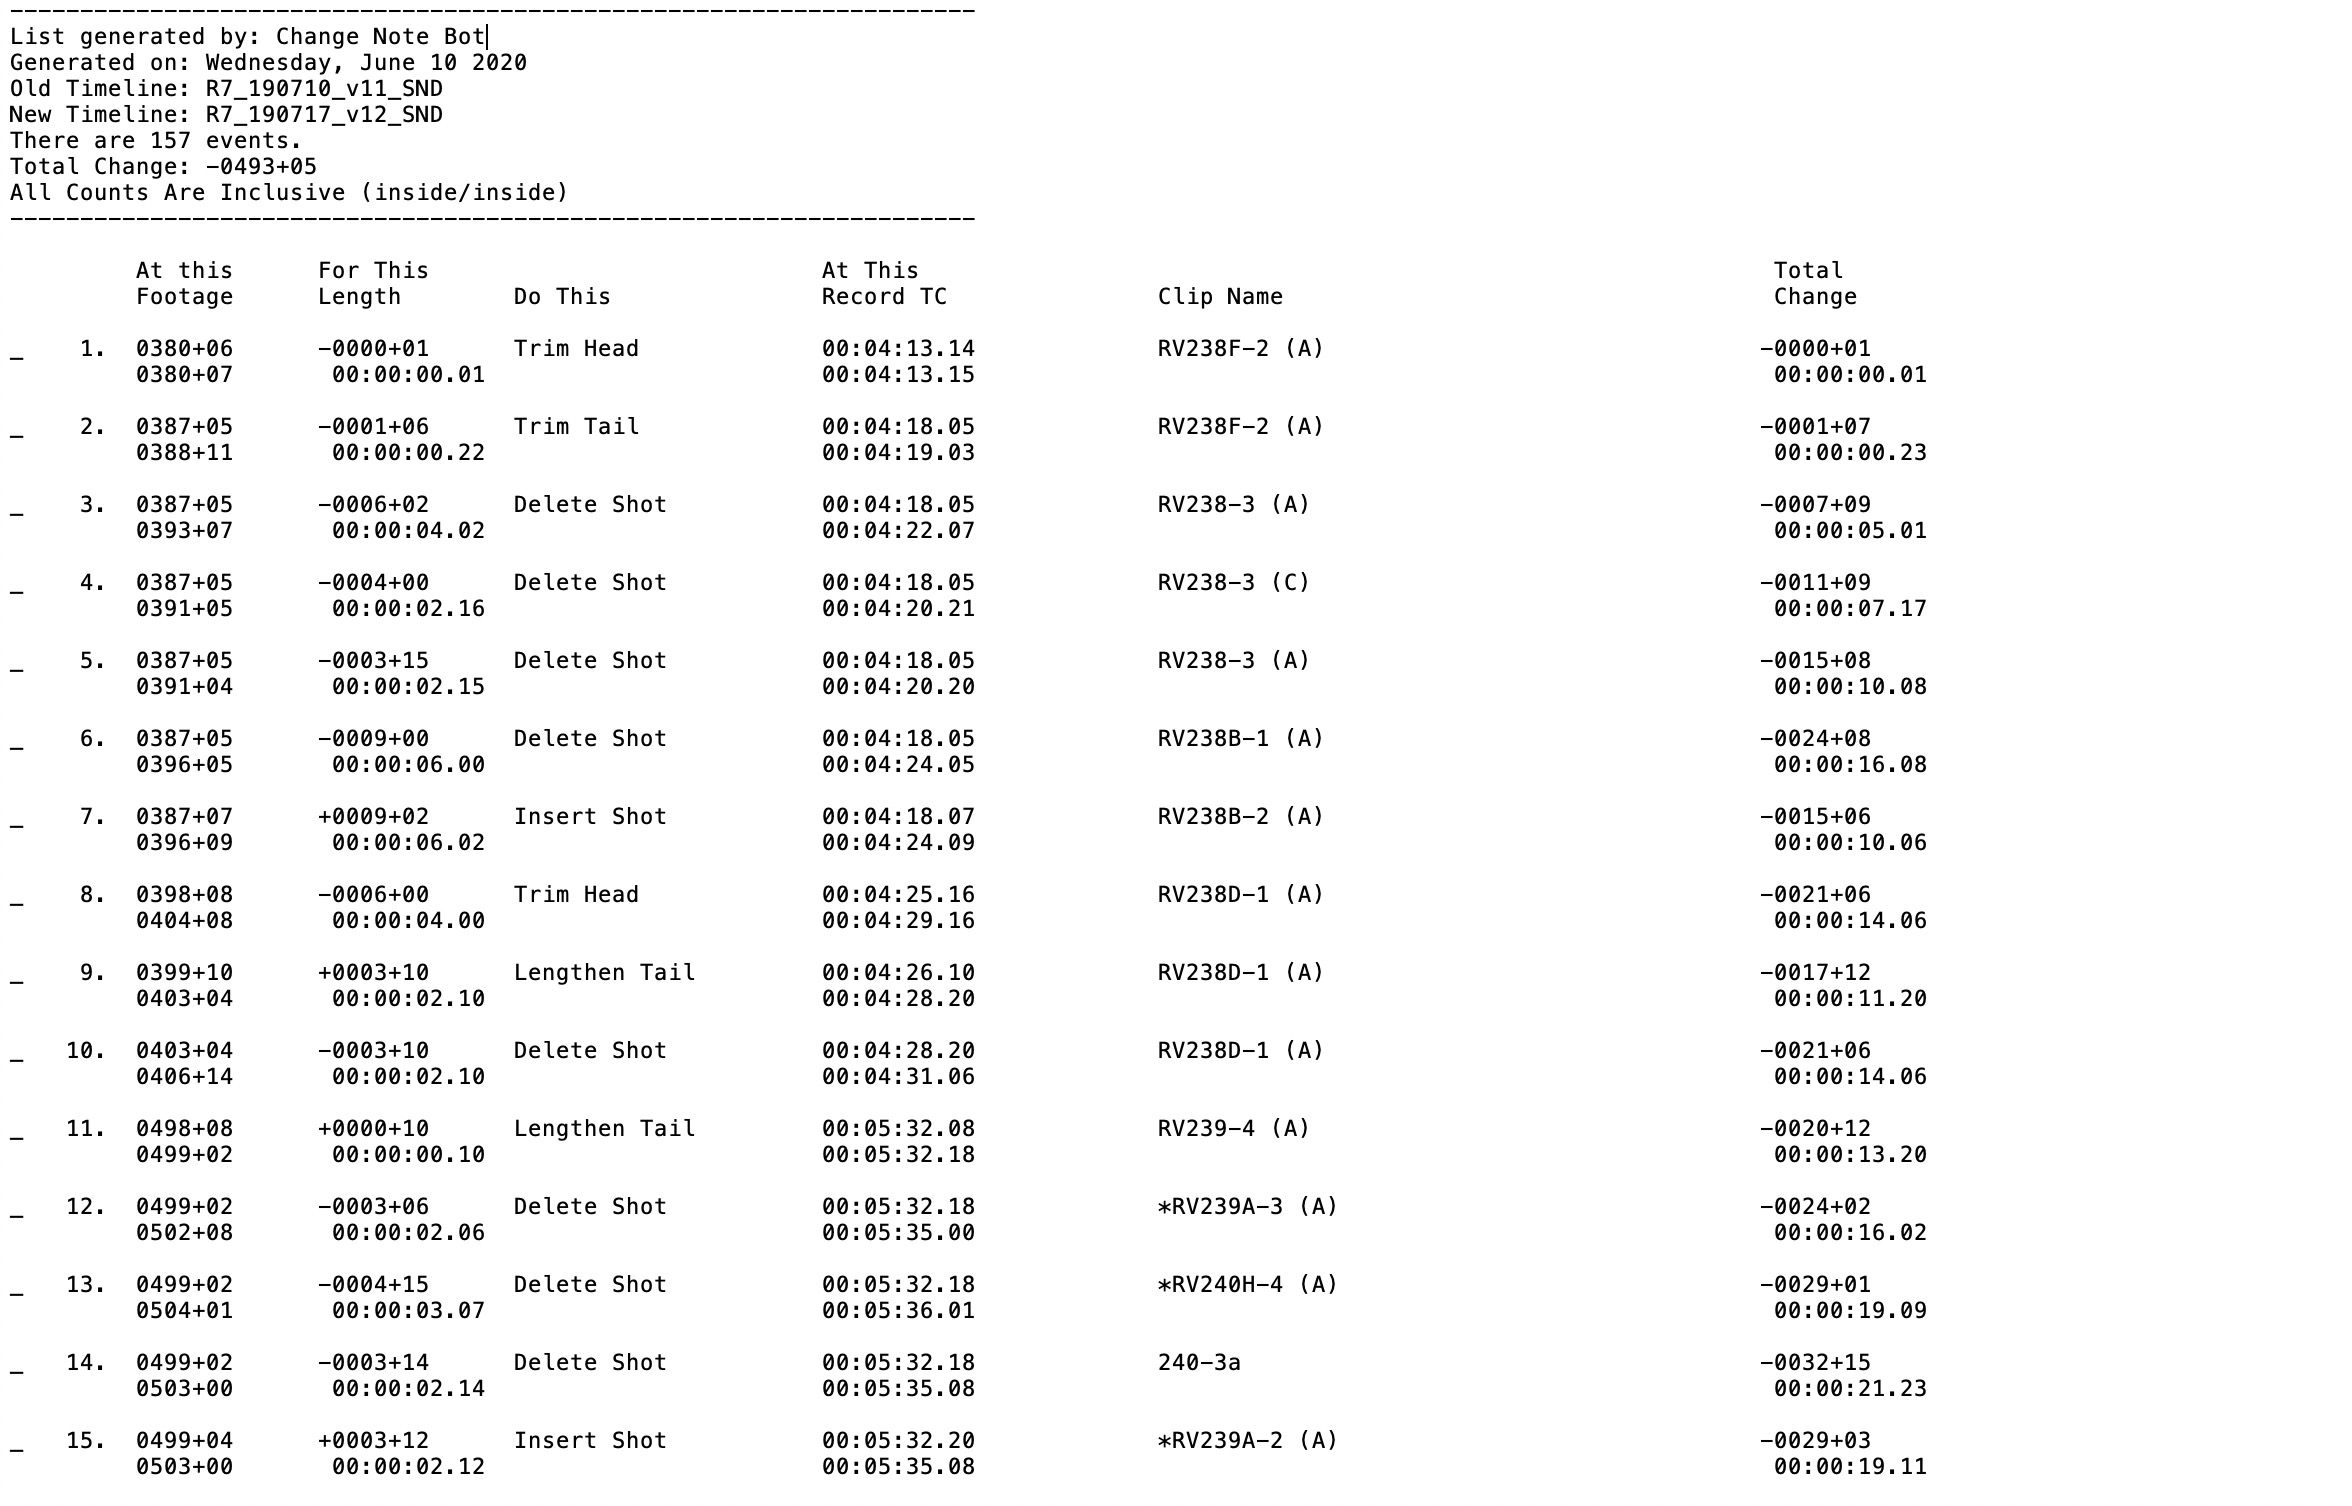 ---------------------------------------------------------------------
List generated by: Change Note Bot
Generated on: Wednesday, June 10 2020
Old Timeline: R7_190710_v11_SND
New Timeline: R7_190717_v12_SND
There are 157 events.
Total Change: -0493+05
All Counts Are Inclusive (inside/inside)
---------------------------------------------------------------------
At this For This At This Total
Footage Length Do This Record TC Clip Name Change
_ 1. 0380+06 -0000+01 Trim Head 00:04:13.14 RV238F-2 (A) -0000+01
0380+07 00:00:00.01 00:04:13.15 00:00:00.01
_ 2. 0387+05 -0001+06 Trim Tail 00:04:18.05 RV238F-2 (A) -0001+07
0388+11 00:00:00.22 00:04:19.03 00:00:00.23
_ 3. 0387+05 -0006+02 Delete Shot 00:04:18.05 RV238-3 (A) -0007+09
0393+07 00:00:04.02 00:04:22.07 00:00:05.01
_ 4. 0387+05 -0004+00 Delete Shot 00:04:18.05 RV238-3 (C) -0011+09
0391+05 00:00:02.16 00:04:20.21 00:00:07.17
_ 5. 0387+05 -0003+15 Delete Shot 00:04:18.05 RV238-3 (A) -0015+08
0391+04 00:00:02.15 00:04:20.20 00:00:10.08
_ 6. 0387+05 -0009+00 Delete Shot 00:04:18.05 RV238B-1 (A) -0024+08
0396+05 00:00:06.00 00:04:24.05 00:00:16.08
_ 7. 0387+07 +0009+02 Insert Shot 00:04:18.07 RV238B-2 (A) -0015+06
0396+09 00:00:06.02 00:04:24.09 00:00:10.06
_ 8. 0398+08 -0006+00 Trim Head 00:04:25.16 RV238D-1 (A) -0021+06
0404+08 00:00:04.00 00:04:29.16 00:00:14.06
_ 9. 0399+10 +0003+10 Lengthen Tail 00:04:26.10 RV238D-1 (A) -0017+12
0403+04 00:00:02.10 00:04:28.20 00:00:11.20
_ 10. 0403+04 -0003+10 Delete Shot 00:04:28.20 RV238D-1 (A) -0021+06
0406+14 00:00:02.10 00:04:31.06 00:00:14.06
_ 11. 0498+08 +0000+10 Lengthen Tail 00:05:32.08 RV239-4 (A) -0020+12
0499+02 00:00:00.10 00:05:32.18 00:00:13.20
_ 12. 0499+02 -0003+06 Delete Shot 00:05:32.18 *RV239A-3 (A) -0024+02
0502+08 00:00:02.06 00:05:35.00 00:00:16.02
_ 13. 0499+02 -0004+15 Delete Shot 00:05:32.18 *RV240H-4 (A) -0029+01
0504+01 00:00:03.07 00:05:36.01 00:00:19.09
_ 14. 0499+02 -0003+14 Delete Shot 00:05:32.18 240-3a -0032+15
0503+00 00:00:02.14 00:05:35.08 00:00:21.23
_ 15. 0499+04 +0003+12 Insert Shot 00:05:32.20 *RV239A-2 (A) -0029+03
0503+00 00:00:02.12 00:05:35.08 00:00:19.11